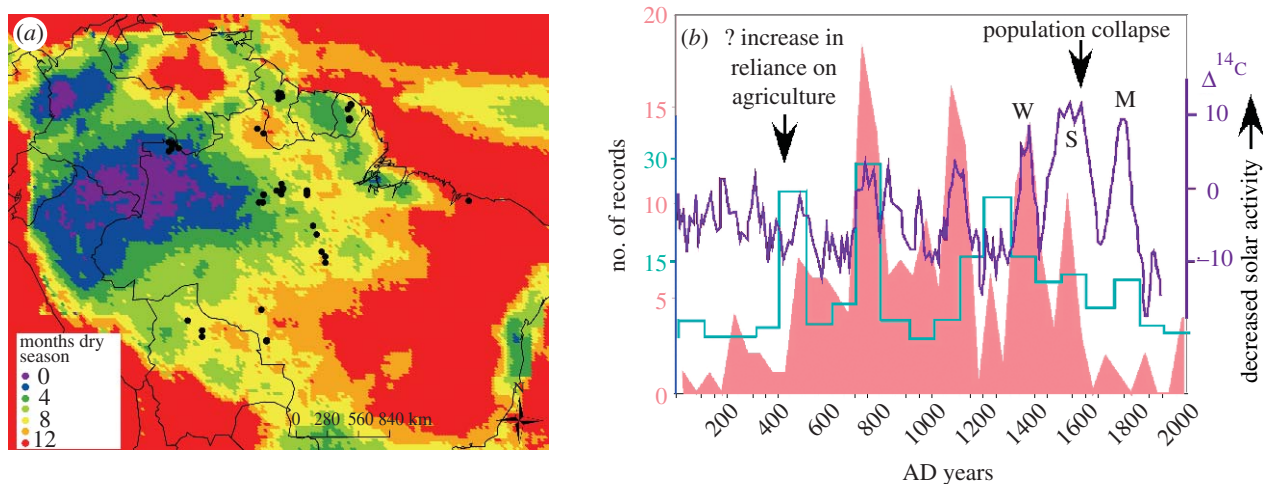 (a)
months dry
season
0
4
8
12
N
0 280 560 840 km
(b)
? increase in
reliance on
agriculture
population collapse
W
S
M
Δ ¹⁴C
10
0
-10
decreased solar activity
no. of records
20
15
30
10
15
5
0
200 400 600 800 1000 1200 1400 1600 1800 2000
AD years